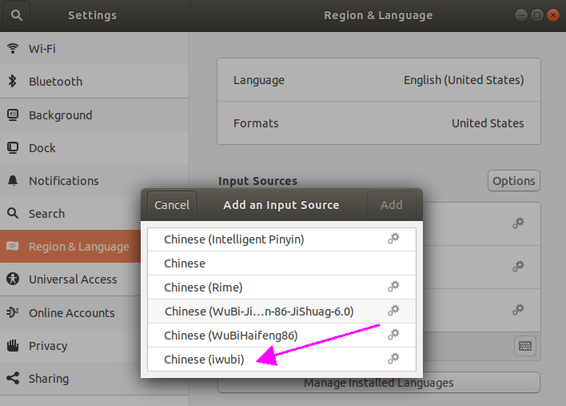 Settings
Region & Language
Wi-Fi
Bluetooth
Background
Dock
Notifications
Search
Region & Language
Universal Access
Online Accounts
Privacy
Sharing
Language English (United States)
Formats United States
Input Sources Options
Cancel Add an Input Source Add
Chinese (Intelligent Pinyin)
Chinese
Chinese (Rime)
Chinese (WuBi-Ji…n-86-JiShuag-6.0)
Chinese (WuBiHaifeng86)
Chinese (iwubi)
Manage Installed Languages